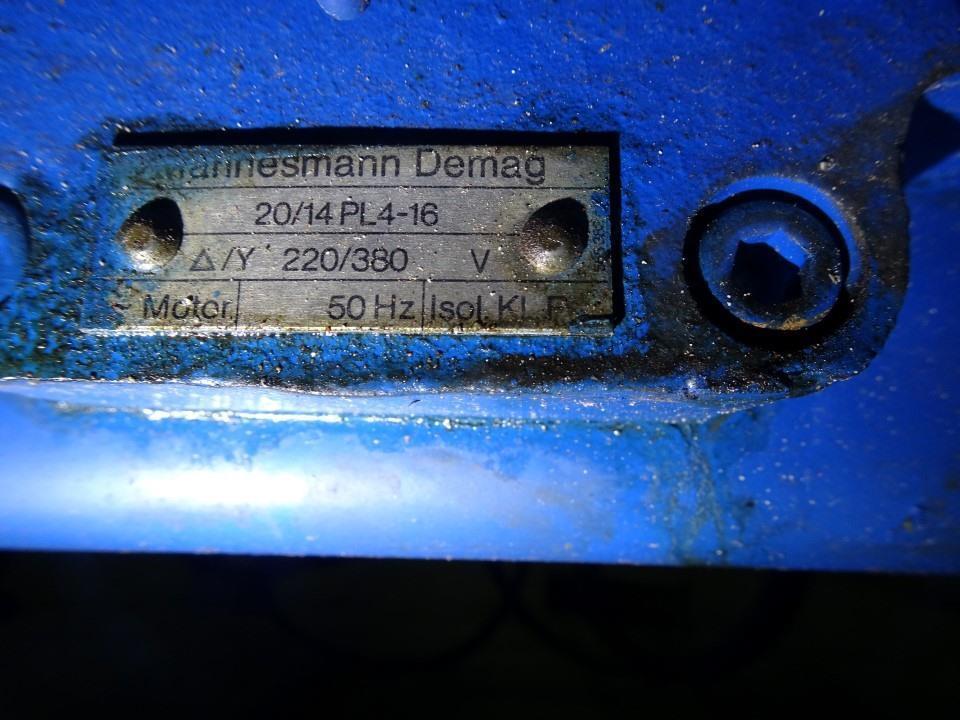 Mannesmann Demag
20/14 PL4-16
Δ/Y 220/380 V
~ Motor 50 Hz Isol. Kl. F